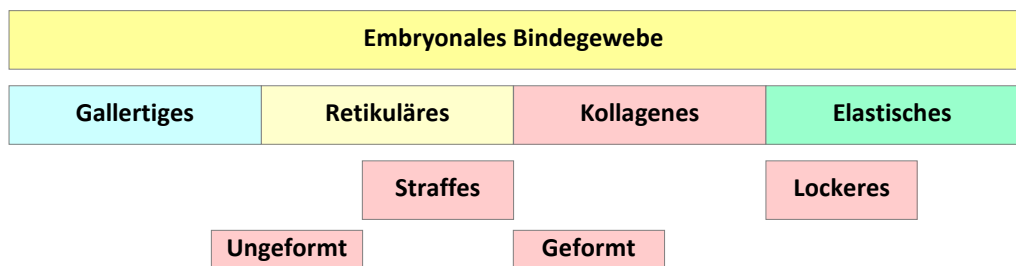 Embryonales Bindegewebe
Gallertiges Retikuläres Kollagenes Elastisches
Straffes Lockeres
Ungeformt Geformt